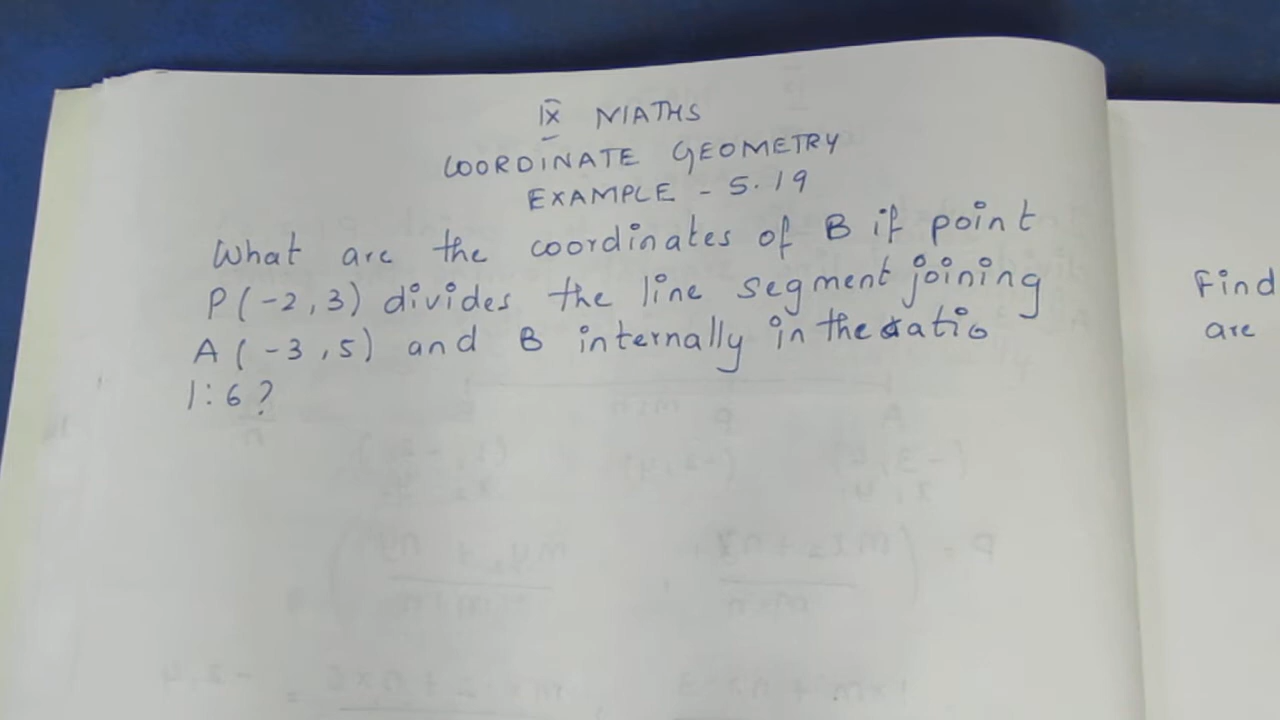 IX MATHS
COORDINATE GEOMETRY
EXAMPLE - 5.19
What are the coordinates of B if point
P(-2,3) divides the line segment joining
A(-3,5) and B internally in the ratio
1:6?
Find
are